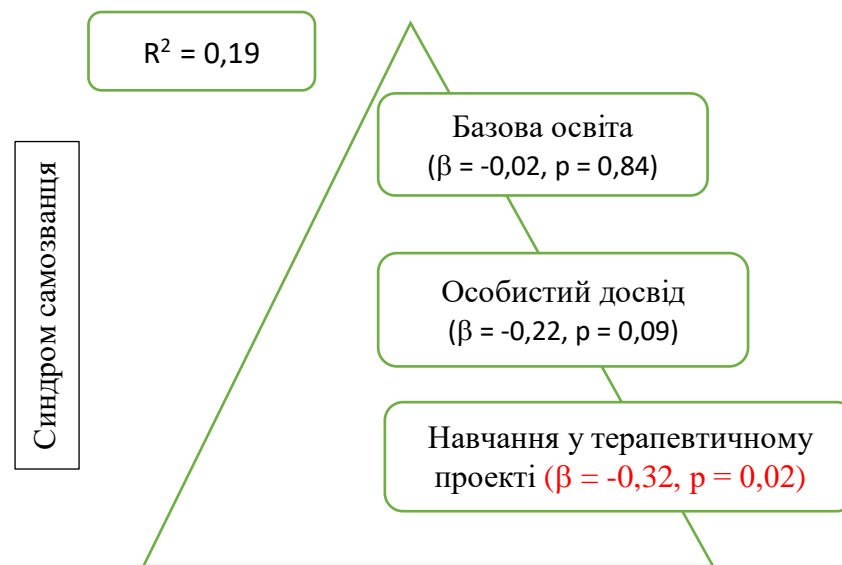 R² = 0,19
Базова освіта
(β = -0,02, p = 0,84)
Синдром самозванця
Особистий досвід
(β = -0,22, p = 0,09)
Навчання у терапевтичному
проекті (β = -0,32, p = 0,02)